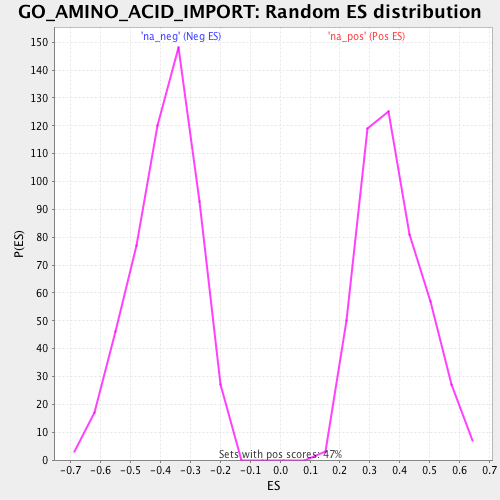 GO_AMINO_ACID_IMPORT: Random ES distribution
'na_neg' (Neg ES) 'na_pos' (Pos ES)
150
140
130
120
110
100
90
80
70
60
50
40
30
20
10
0
P(ES)
Sets with pos scores: 47%
-0.7 -0.6 -0.5 -0.4 -0.3 -0.2 -0.1 0.0 0.1 0.2 0.3 0.4 0.5 0.6 0.7
ES